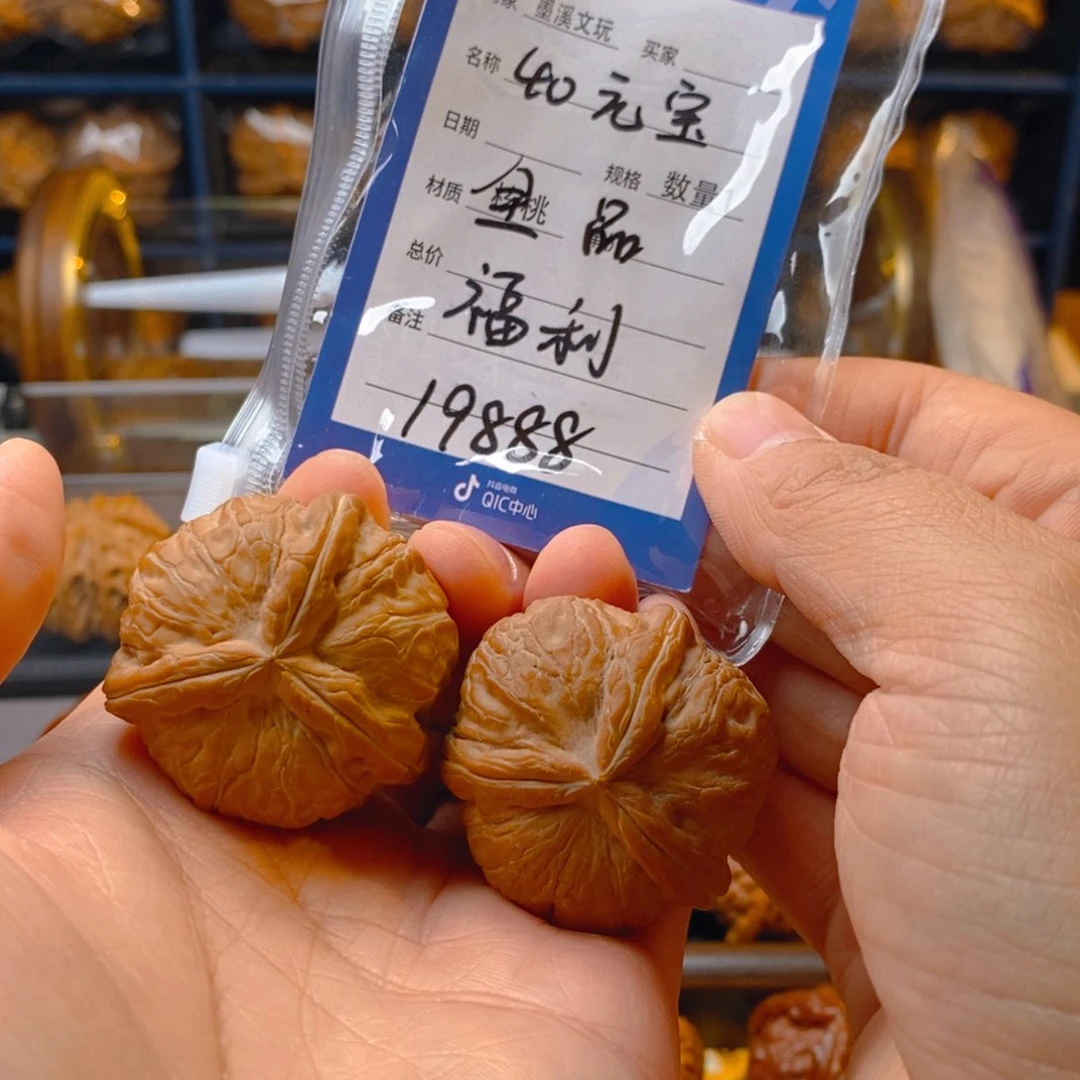 家 墨溪文玩 买家
名称 40元宝
日期 规格 数量
材质 核桃 全品
总价 福利
备注
19888
抖音电商
QIC中心